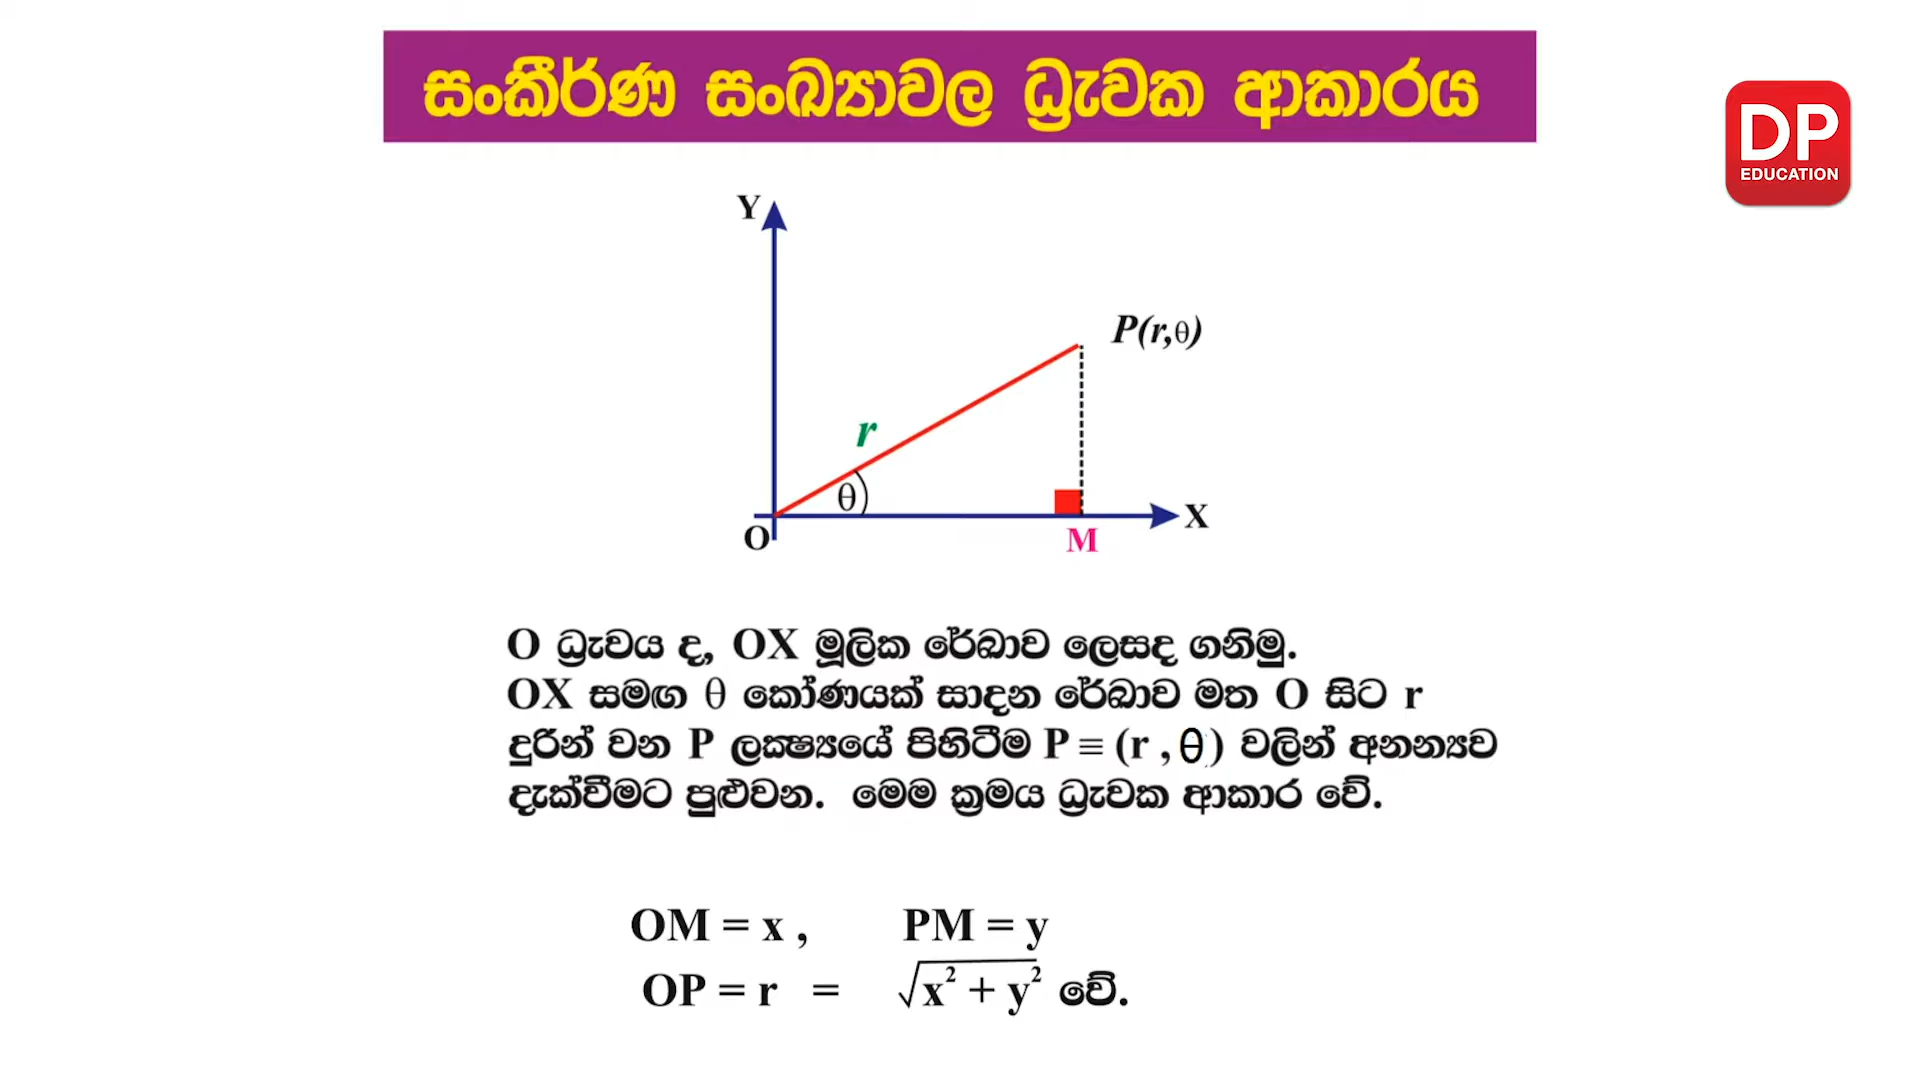 සංකීර්ණ සංඛ්‍යාවල ධ්‍රැවක ආකාරය
DP
EDUCATION
Y
P(r,θ)
r
θ
O
M
X
O ධ්‍රැවය ද, OX මූලික රේඛාව ලෙසද ගනිමු.
OX සමඟ θ කෝණයක් සාදන රේඛාව මත O සිට r
දුරින් වන P ලක්‍ෂ්‍යයේ පිහිටීම P ≡ (r , θ) වලින් අනන්‍යව
දැක්වීමට පුළුවන. මෙම ක්‍රමය ධ්‍රැවක ආකාර වේ.
OM = x , PM = y
OP = r = √x² + y² වේ.